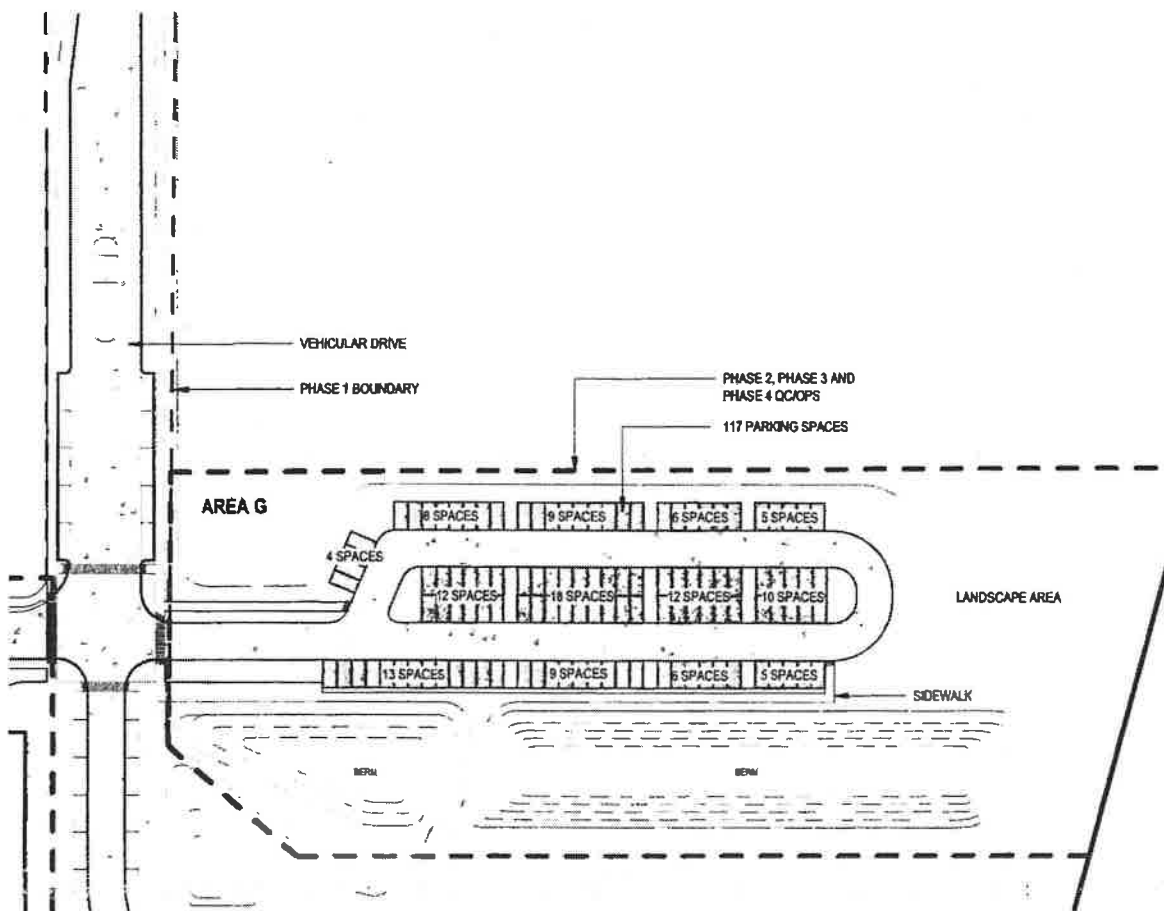 VEHICULAR DRIVE
PHASE 1 BOUNDARY
PHASE 2, PHASE 3 AND
PHASE 4 QC/OPS
117 PARKING SPACES
AREA G
8 SPACES
9 SPACES
6 SPACES
5 SPACES
4 SPACES
12 SPACES
18 SPACES
12 SPACES
10 SPACES
LANDSCAPE AREA
13 SPACES
9 SPACES
6 SPACES
5 SPACES
SIDEWALK
BERM
BERM